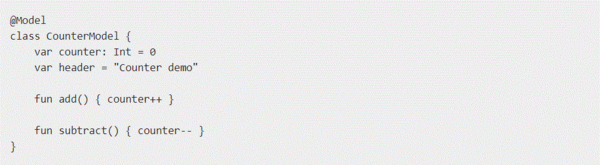 @Model
class CounterModel {
    var counter: Int = 0
    var header = "Counter demo"

    fun add() { counter++ }

    fun subtract() { counter-- }
}